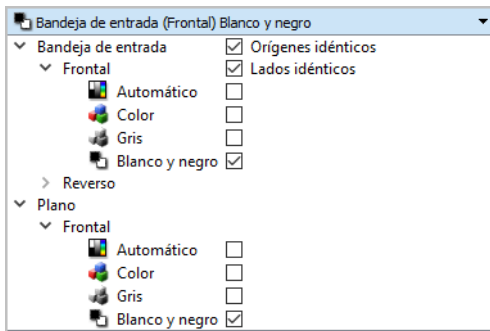 Bandeja de entrada (Frontal) Blanco y negro
Bandeja de entrada Orígenes idénticos
Frontal Lados idénticos
Automático
Color
Gris
Blanco y negro
Reverso
Plano
Frontal
Automático
Color
Gris
Blanco y negro